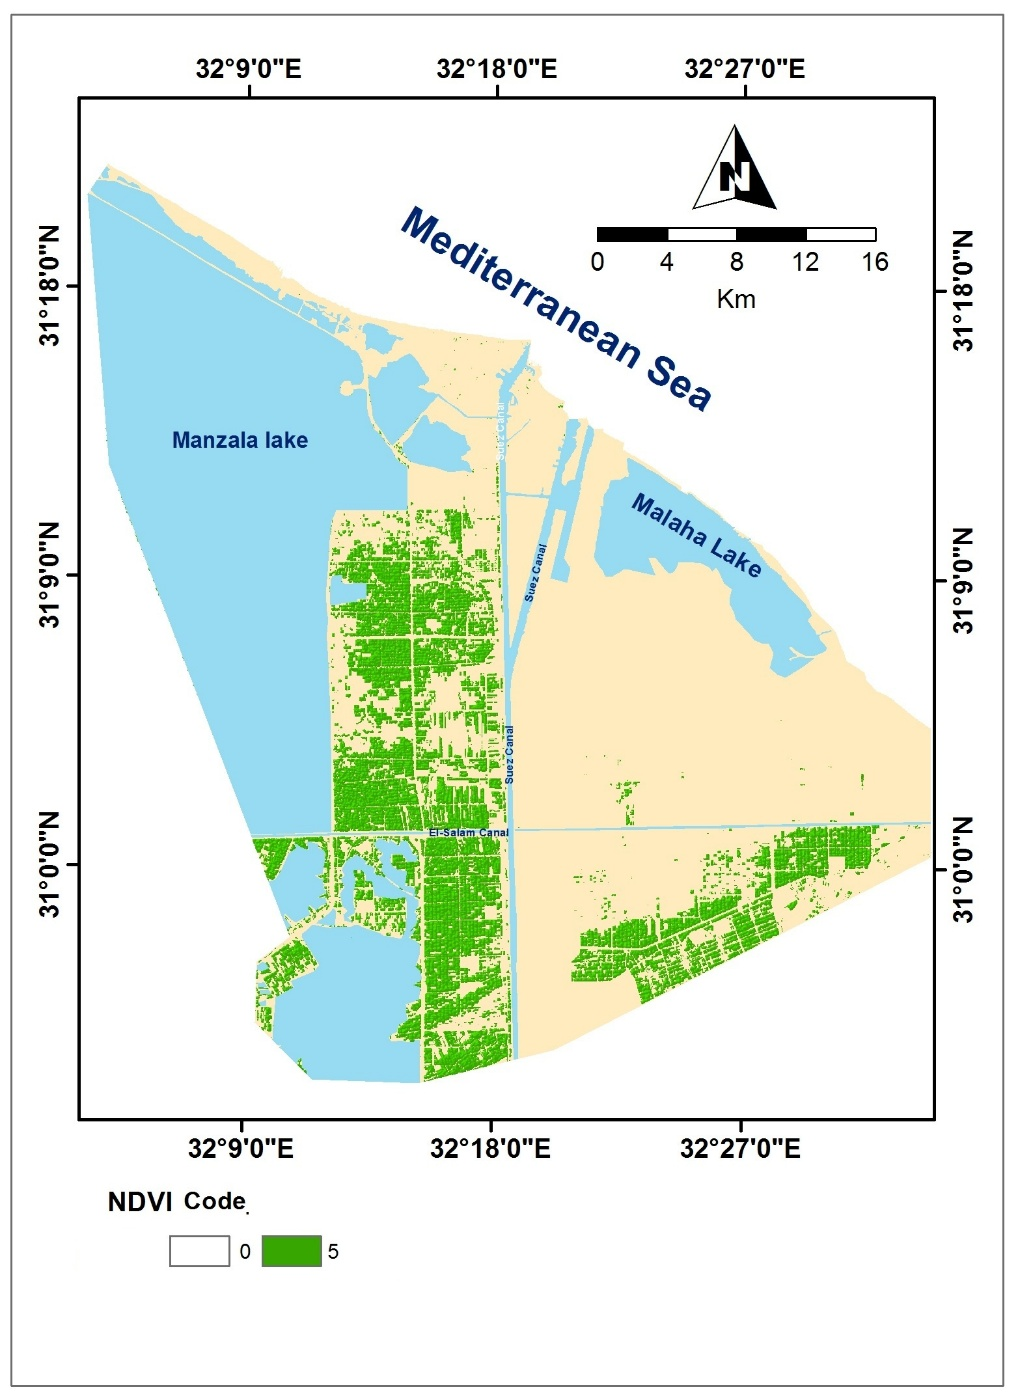 32°9'0"E 32°18'0"E 32°27'0"E
N
0 4 8 12 16
Km
Mediterranean Sea
31°18'0"N
31°18'0"N
Suez Canal
Manzala lake
Malaha Lake
31°9'0"N
31°9'0"N
Suez Canal
Suez Canal
El-Salam Canal
31°0'0"N
31°0'0"N
32°9'0"E 32°18'0"E 32°27'0"E
NDVI Code.
0 5